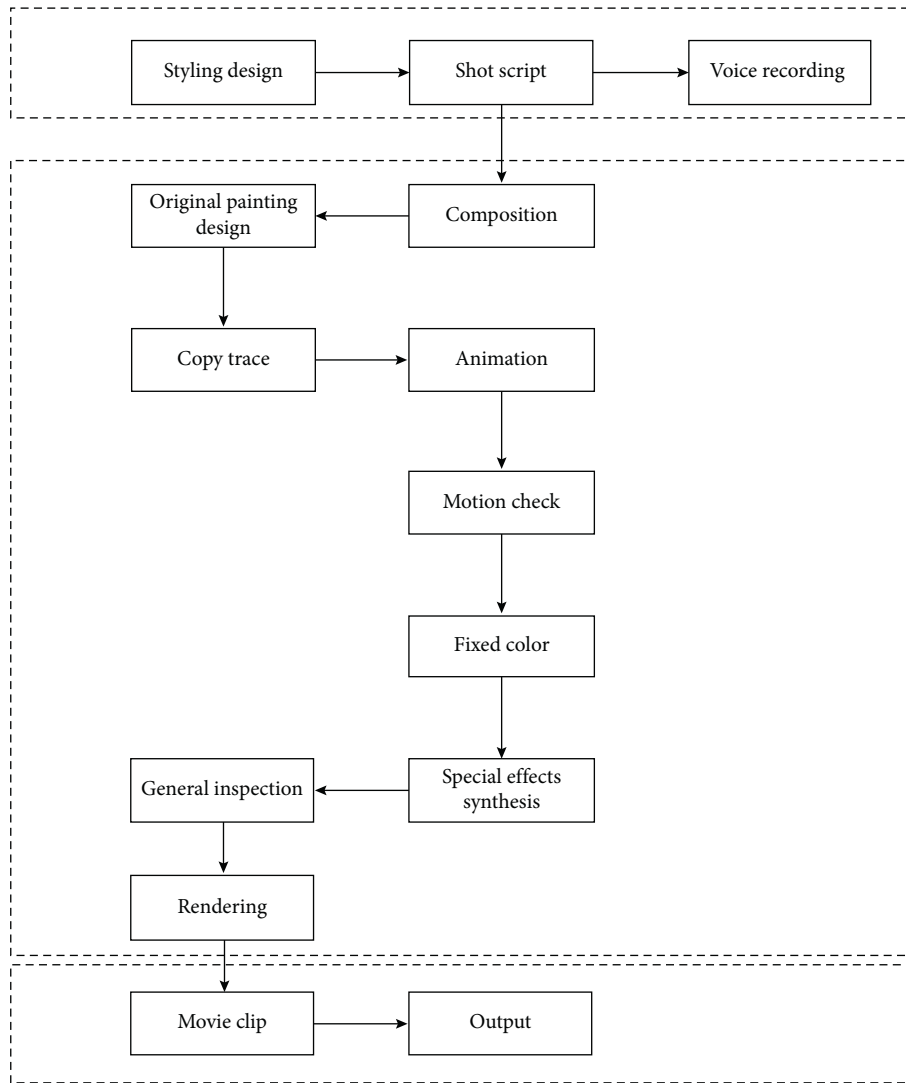 Styling design
Shot script
Voice recording
Original painting
design
Composition
Copy trace
Animation
Motion check
Fixed color
General inspection
Special effects
synthesis
Rendering
Movie clip
Output